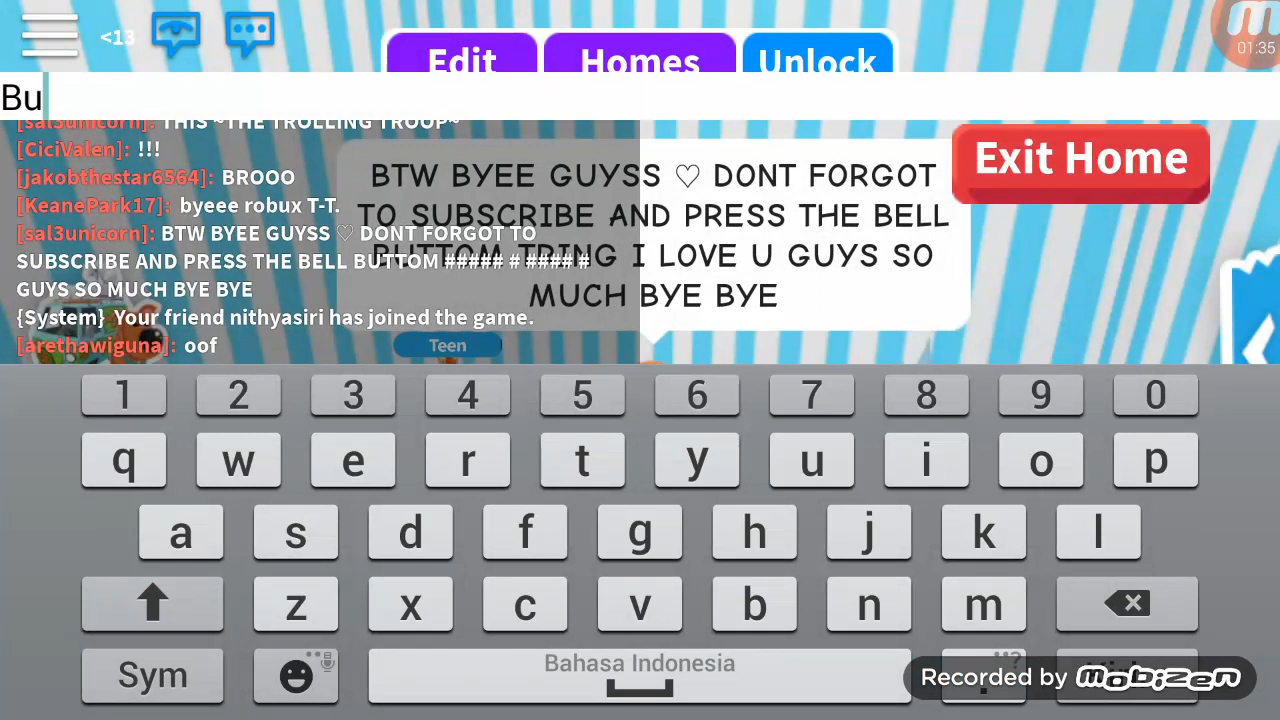 <13
01:35
Edit Homes Unlock
Bu
[sal3unicorn]: THIS ~THE TROLLING TROOP~
[CiciValen]: !!!
[jakobthestar6564]: BROOO
[KeanePark17]: byeee robux T-T.
[sal3unicorn]: BTW BYEE GUYSS ♡ DONT FORGOT TO
SUBSCRIBE AND PRESS THE BELL BUTTOM ##### # ##### #
GUYS SO MUCH BYE BYE
{System} Your friend nithyasiri has joined the game.
[arethawiguna]: oof
BTW BYEE GUYSS ♡ DONT FORGOT
TO SUBSCRIBE AND PRESS THE BELL
BUTTOM TRING I LOVE U GUYS SO
MUCH BYE BYE
Exit Home
Teen
1 2 3 4 5 6 7 8 9 0
q w e r t y u i o p
a s d f g h j k l
z x c v b n m
Sym
Bahasa Indonesia
Recorded by mobizen